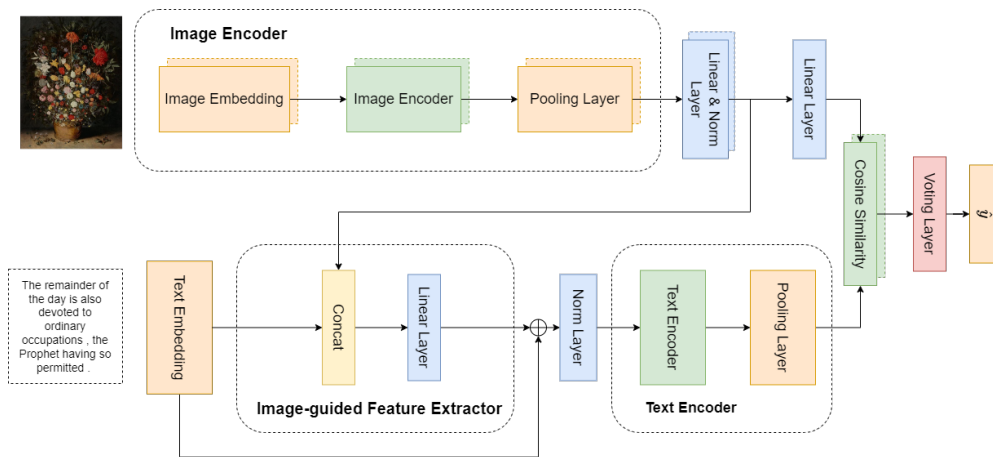 Image Encoder
Image Embedding
Image Encoder
Pooling Layer
Linear & Norm
Layer
Linear Layer
Cosine Similarity
Voting Layer
ŷ
The remainder of
the day is also
devoted to
ordinary
occupations , the
Prophet having so
permitted .
Text Embedding
Concat
Linear Layer
Image-guided Feature Extractor
Norm Layer
Text Encoder
Pooling Layer
Text Encoder